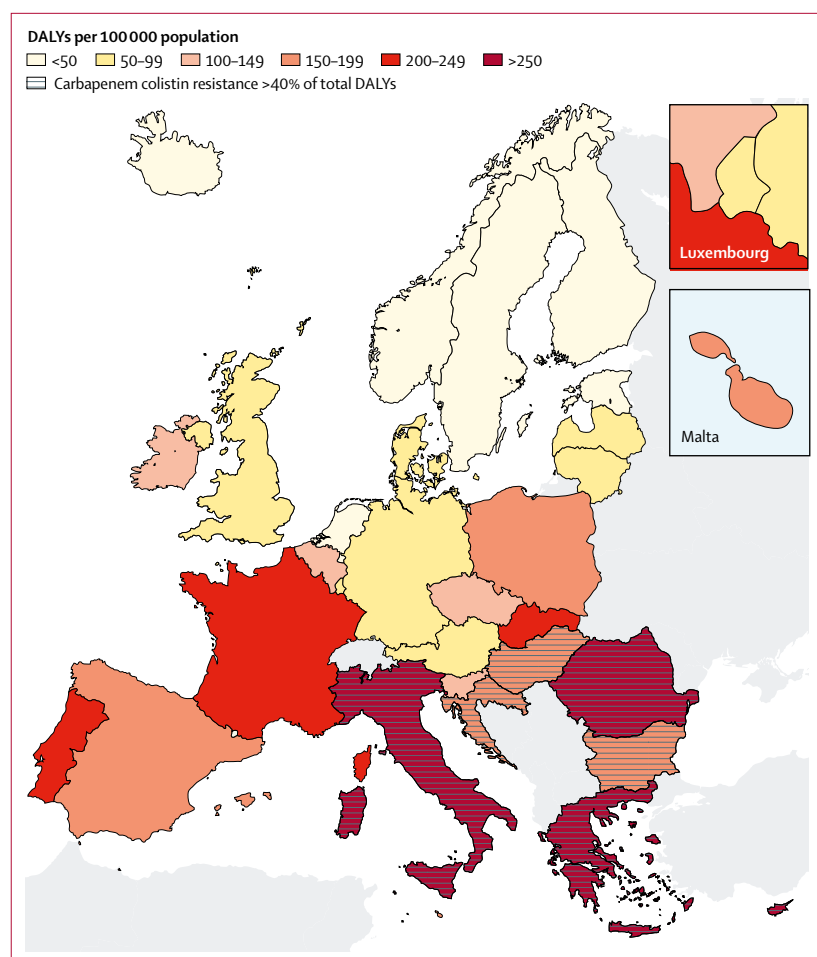 DALYs per 100 000 population
<50 50–99 100–149 150–199 200–249 >250
Carbapenem colistin resistance >40% of total DALYs
Luxembourg
Malta